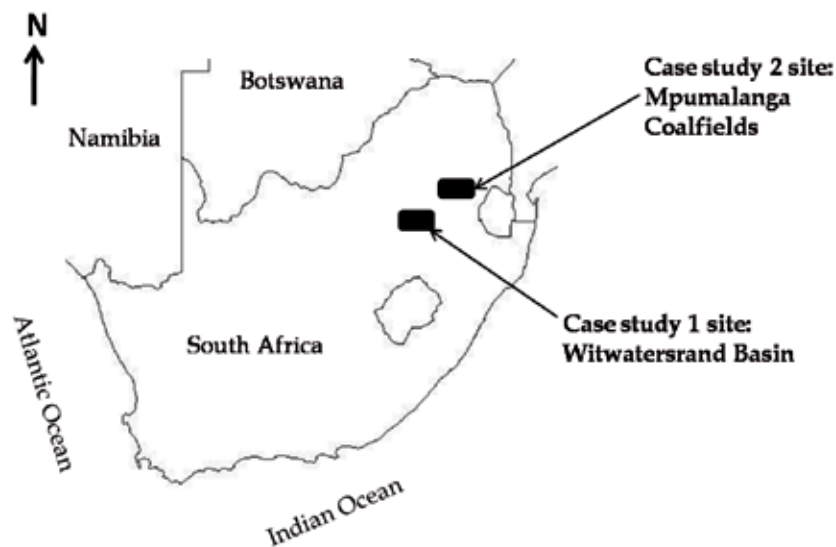 N
Botswana
Namibia
Case study 2 site:
Mpumalanga
Coalfields
South Africa
Case study 1 site:
Witwatersrand Basin
Atlantic Ocean
Indian Ocean